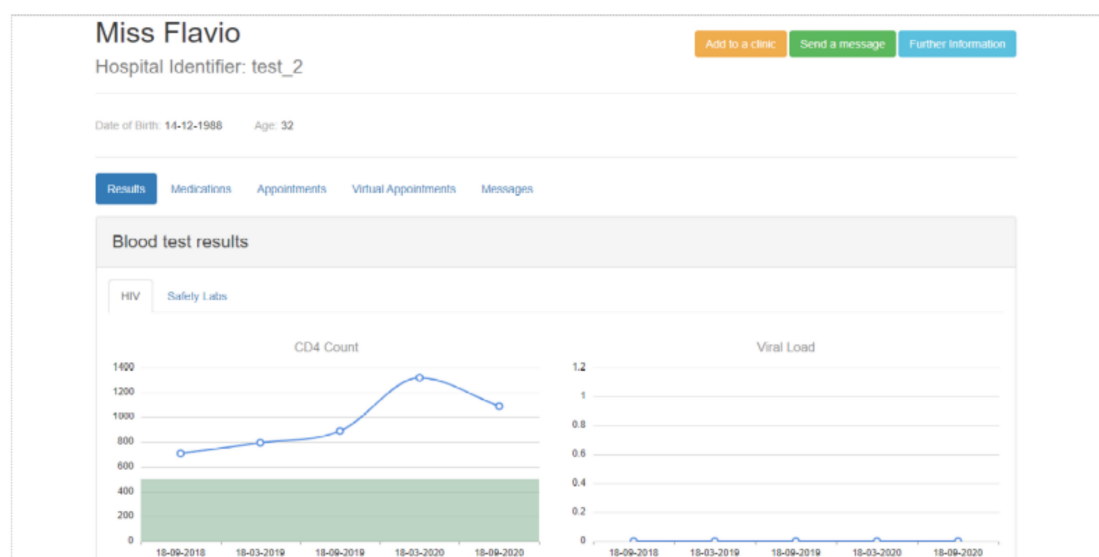 Miss Flavio
Add to a clinic Send a message Further Information
Hospital Identifier: test_2
Date of Birth: 14-12-1988 Age: 32
Results Medications Appointments Virtual Appointments Messages
Blood test results
HIV Safety Labs
CD4 Count
1400
1200
1000
800
600
400
200
0
18-09-2018 18-03-2019 18-09-2019 18-03-2020 18-09-2020
Viral Load
1.2
1
0.8
0.6
0.4
0.2
0
18-09-2018 18-03-2019 18-09-2019 18-03-2020 18-09-2020